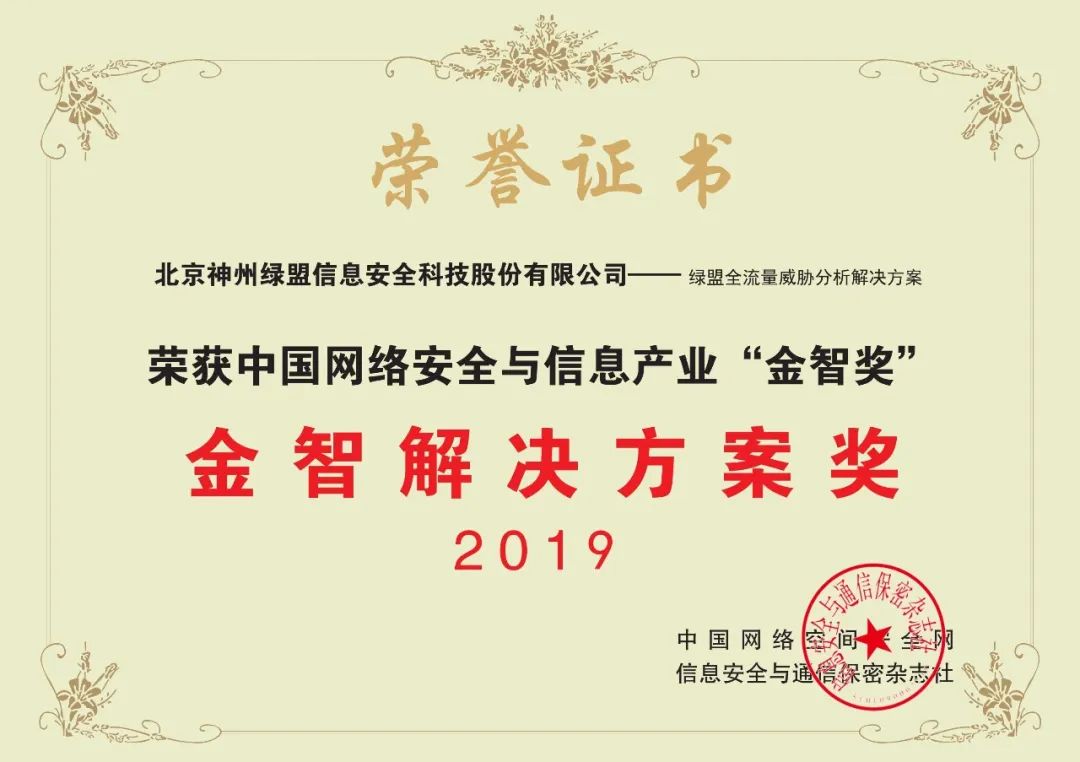 荣誉证书
北京神州绿盟信息安全科技股份有限公司——绿盟全流量威胁分析解决方案
荣获中国网络安全与信息产业“金智奖”
金智解决方案奖
2019
中国网络空间安全网
信息安全与通信保密杂志社
信息安全与通信保密杂志社